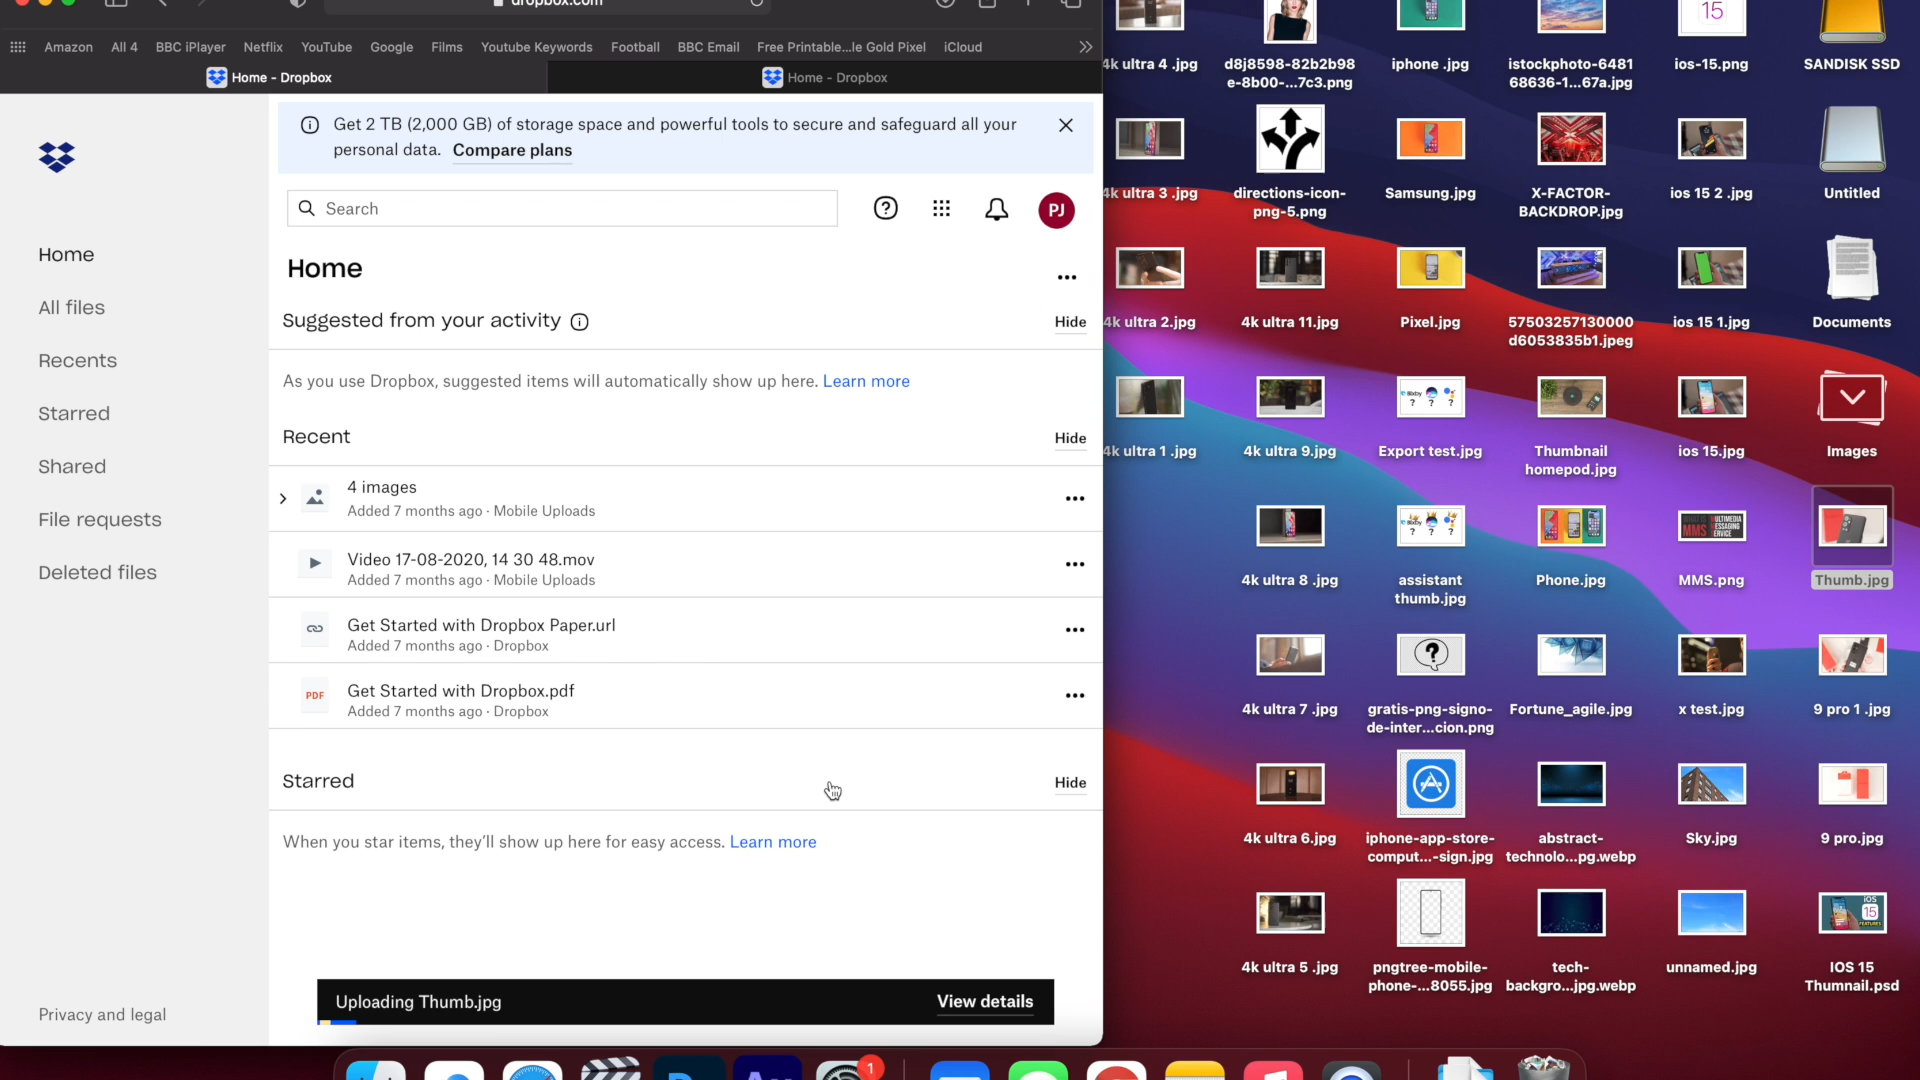 dropbox.com
Amazon
All 4
BBC iPlayer
Netflix
YouTube
Google
Films
Youtube Keywords
Football
BBC Email
Free Printable...le Gold Pixel
iCloud
Home - Dropbox
Home - Dropbox
Get 2 TB (2,000 GB) of storage space and powerful tools to secure and safeguard all your
personal data. Compare plans
Search
PJ
Home
All files
Recents
Starred
Shared
File requests
Deleted files
Privacy and legal
Home
Suggested from your activity
Hide
As you use Dropbox, suggested items will automatically show up here. Learn more
Recent
Hide
4 images
Added 7 months ago · Mobile Uploads
Video 17-08-2020, 14 30 48.mov
Added 7 months ago · Mobile Uploads
Get Started with Dropbox Paper.url
Added 7 months ago · Dropbox
PDF
Get Started with Dropbox.pdf
Added 7 months ago · Dropbox
Starred
Hide
When you star items, they'll show up here for easy access. Learn more
Uploading Thumb.jpg
View details
4k ultra 4 .jpg
d8j8598-82b2b98
e-8b00-...7c3.png
iphone .jpg
istockphoto-6481
68636-1...67a.jpg
15
ios-15.png
SANDISK SSD
4k ultra 3 .jpg
directions-icon-
png-5.png
Samsung.jpg
X-FACTOR-
BACKDROP.jpg
ios 15 2 .jpg
Untitled
4k ultra 2.jpg
4k ultra 11.jpg
Pixel.jpg
57503257130000
d6053835b1.jpeg
ios 15 1.jpg
Documents
4k ultra 1 .jpg
4k ultra 9.jpg
Bixby
? ? ?
Export test.jpg
Thumbnail
homepod.jpg
ios 15.jpg
Images
4k ultra 8 .jpg
Bixby
? ? ?
assistant
thumb.jpg
Phone.jpg
MMS
MULTIMEDIA
MESSAGING
SERVICE
MMS.png
Thumb.jpg
4k ultra 7 .jpg
?
gratis-png-signo-
de-inter...cion.png
Fortune_agile.jpg
x test.jpg
9 pro 1 .jpg
4k ultra 6.jpg
iphone-app-store-
comput...-sign.jpg
abstract-
technolo...pg.webp
Sky.jpg
9 pro.jpg
4k ultra 5 .jpg
pngtree-mobile-
phone-...8055.jpg
tech-
backgro...jpg.webp
unnamed.jpg
iOS
15
FEATURES
IOS 15
Thumnail.psd
1